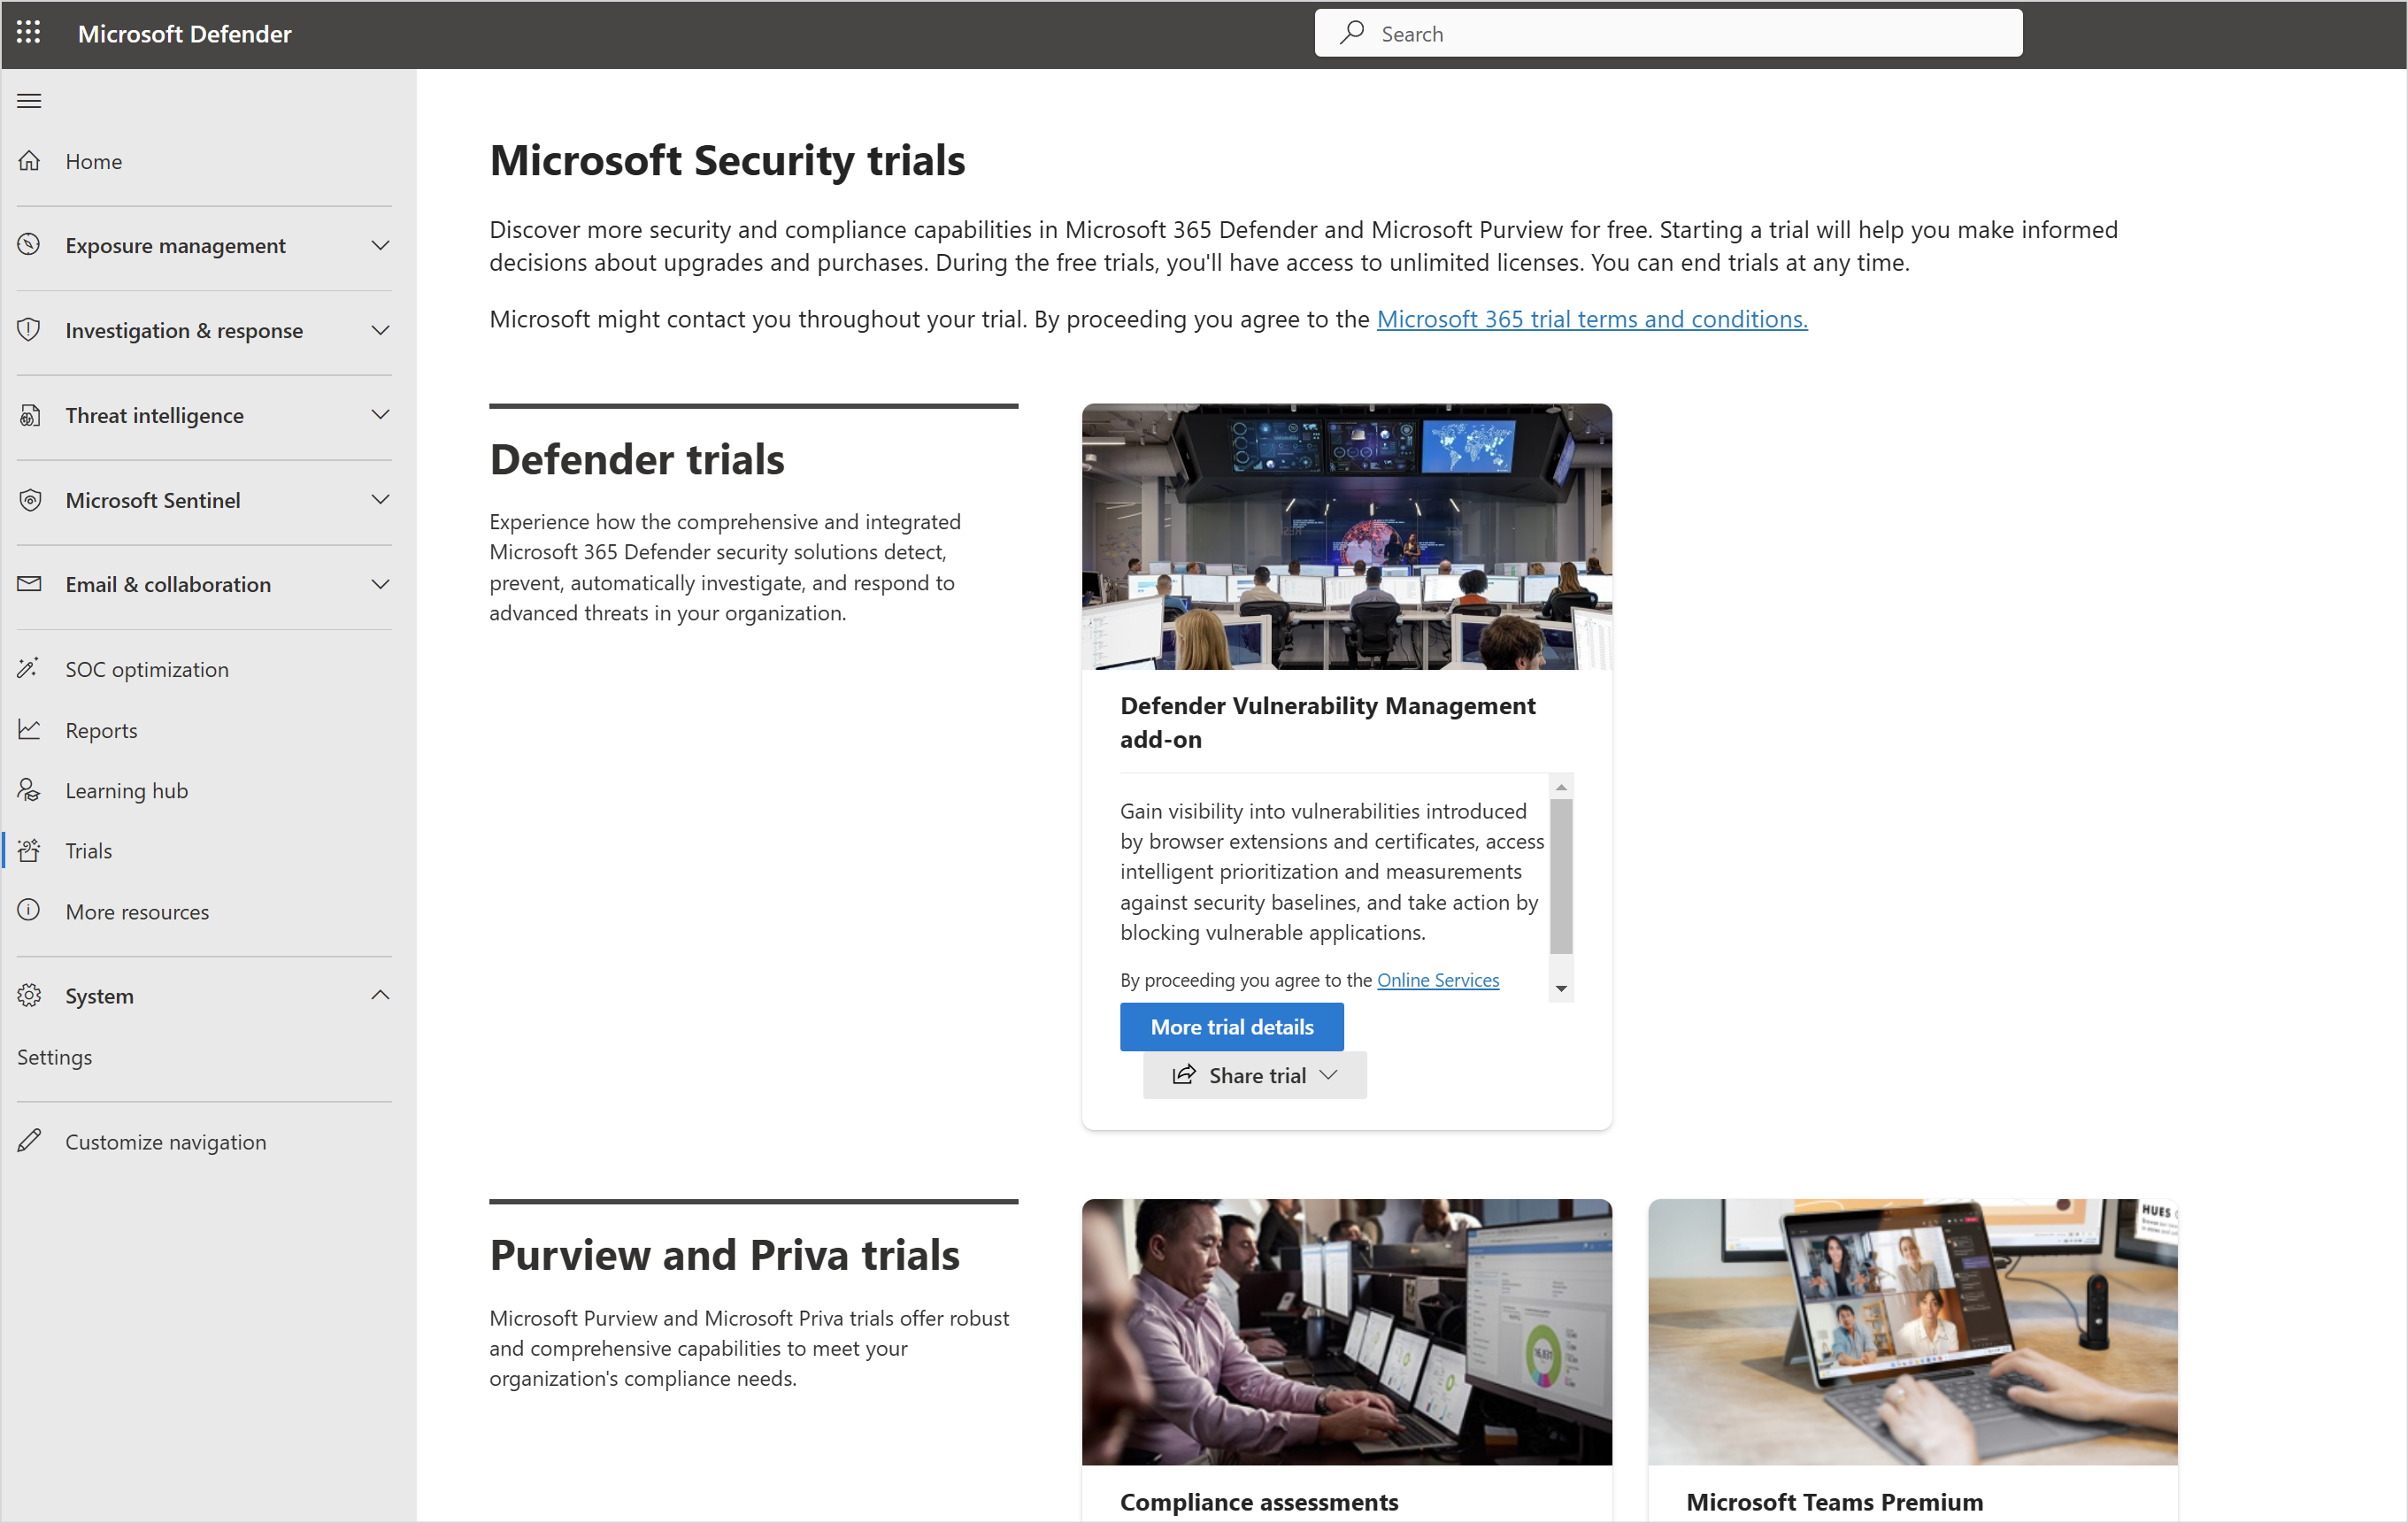 Microsoft Defender
Search
Home
Exposure management
Investigation & response
Threat intelligence
Microsoft Sentinel
Email & collaboration
SOC optimization
Reports
Learning hub
Trials
More resources
System
Settings
Customize navigation
Microsoft Security trials
Discover more security and compliance capabilities in Microsoft 365 Defender and Microsoft Purview for free. Starting a trial will help you make informed
decisions about upgrades and purchases. During the free trials, you'll have access to unlimited licenses. You can end trials at any time.
Microsoft might contact you throughout your trial. By proceeding you agree to the Microsoft 365 trial terms and conditions.
Defender trials
Experience how the comprehensive and integrated
Microsoft 365 Defender security solutions detect,
prevent, automatically investigate, and respond to
advanced threats in your organization.
Defender Vulnerability Management
add-on
Gain visibility into vulnerabilities introduced
by browser extensions and certificates, access
intelligent prioritization and measurements
against security baselines, and take action by
blocking vulnerable applications.
By proceeding you agree to the Online Services
More trial details
Share trial
Purview and Priva trials
Microsoft Purview and Microsoft Priva trials offer robust
and comprehensive capabilities to meet your
organization's compliance needs.
Compliance assessments
HUES
Microsoft Teams Premium